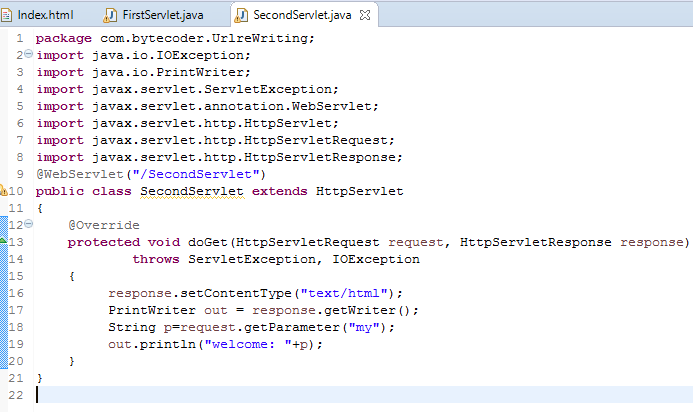 Index.html FirstServlet.java SecondServlet.java
1 package com.bytecoder.UrlreWriting;
2 import java.io.IOException;
3 import java.io.PrintWriter;
4 import javax.servlet.ServletException;
5 import javax.servlet.annotation.WebServlet;
6 import javax.servlet.http.HttpServlet;
7 import javax.servlet.http.HttpServletRequest;
8 import javax.servlet.http.HttpServletResponse;
9 @WebServlet("/SecondServlet")
10 public class SecondServlet extends HttpServlet
11 {
12 @Override
13 protected void doGet(HttpServletRequest request, HttpServletResponse response)
14 throws ServletException, IOException
15 {
16 response.setContentType("text/html");
17 PrintWriter out = response.getWriter();
18 String p=request.getParameter("my");
19 out.println("welcome: "+p);
20 }
21 }
22